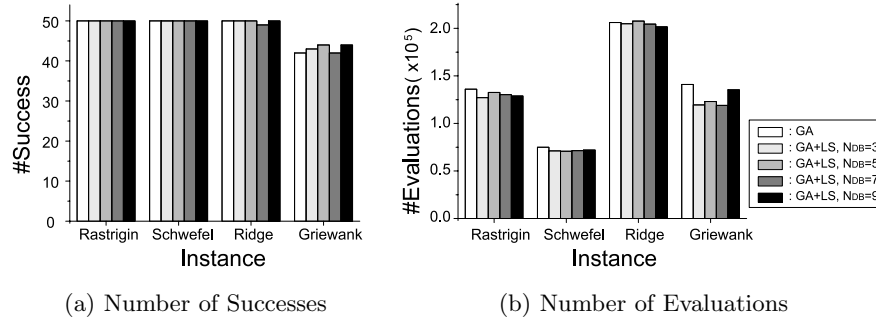 #Success
50
40
30
20
10
0
Rastrigin Schwefel Ridge Griewank
Instance
(a) Number of Successes
#Evaluations( x10⁵)
2.0
1.5
1.0
0.5
0.0
Rastrigin Schwefel Ridge Griewank
Instance
: GA
: GA+LS, NDB=3
: GA+LS, NDB=5
: GA+LS, NDB=7
: GA+LS, NDB=9
(b) Number of Evaluations